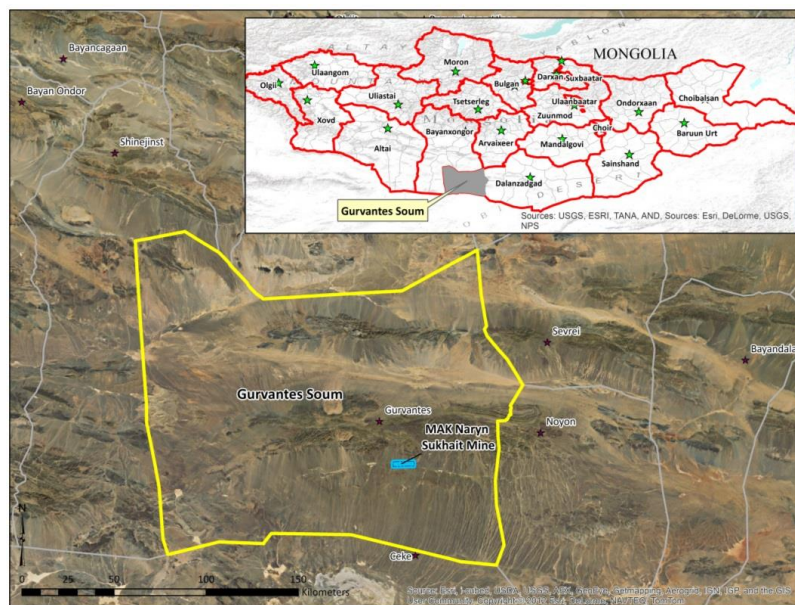 Bayancagaan
Bayan Ondor
Shinejinst
MONGOLIA
Ulaangom
Olgii
Moron
Bulgan
Darxan
Suxbaatar
Uliastai
Tsetserleg
Ulaanbaatar
Ondorxaan
Choibalsan
Xovd
Zuunmod
Choir
Baruun Urt
Altai
Bayanxongor
Arvaixeer
Mandalgovi
Sainshand
Dalanzadgad
Gurvantes Soum
Sources: USGS, ESRI, TANA, AND, Sources: Esri, DeLorme, USGS,
NPS
Sevrei
Bayandala
Gurvantes Soum
Gurvantes
Noyon
MAK Naryn
Sukhait Mine
Ceke
N
0 25 50 100 150
Kilometers